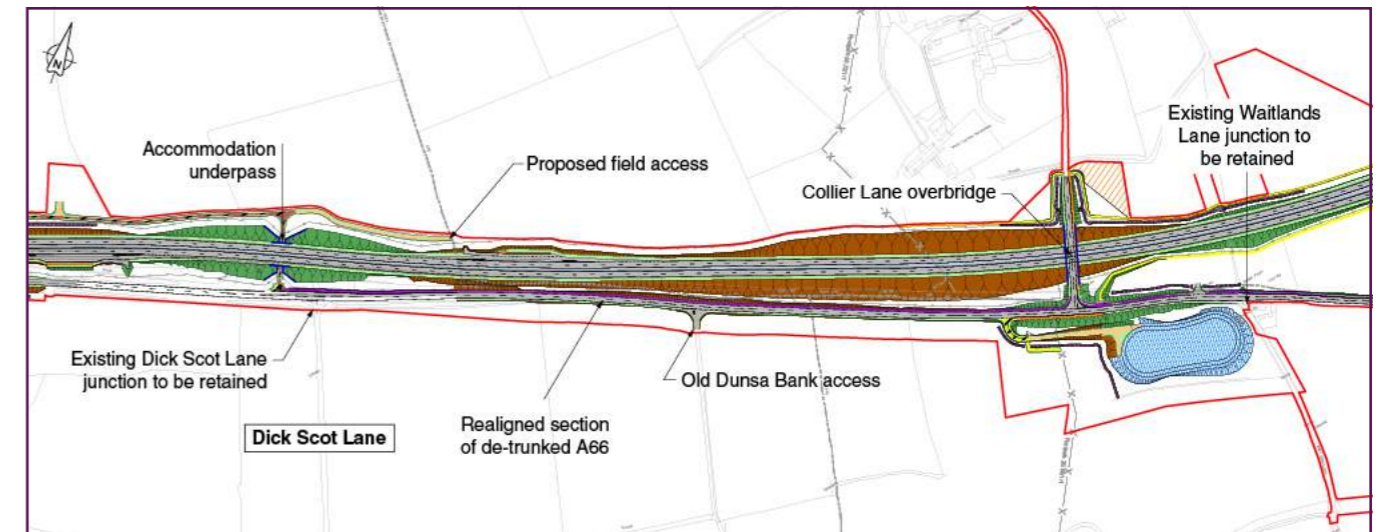 N
Accommodation
underpass
Proposed field access
Collier Lane overbridge
Existing Waitlands
Lane junction to
be retained
Existing Dick Scot Lane
junction to be retained
Dick Scot Lane
Realigned section
of de-trunked A66
Old Dunsa Bank access